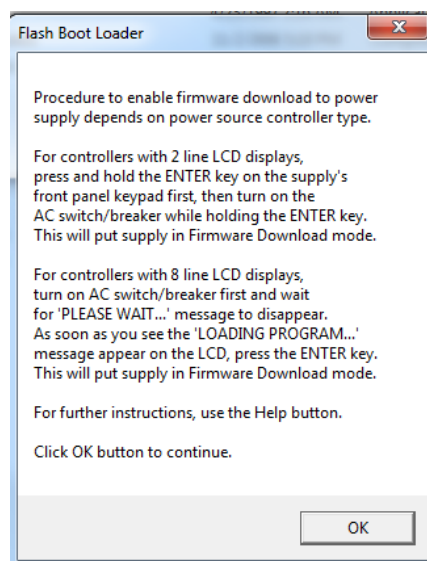 Flash Boot Loader
Procedure to enable firmware download to power
supply depends on power source controller type.
For controllers with 2 line LCD displays,
press and hold the ENTER key on the supply's
front panel keypad first, then turn on the
AC switch/breaker while holding the ENTER key.
This will put supply in Firmware Download mode.
For controllers with 8 line LCD displays,
turn on AC switch/breaker first and wait
for 'PLEASE WAIT...' message to disappear.
As soon as you see the 'LOADING PROGRAM...'
message appear on the LCD, press the ENTER key.
This will put supply in Firmware Download mode.
For further instructions, use the Help button.
Click OK button to continue.
OK